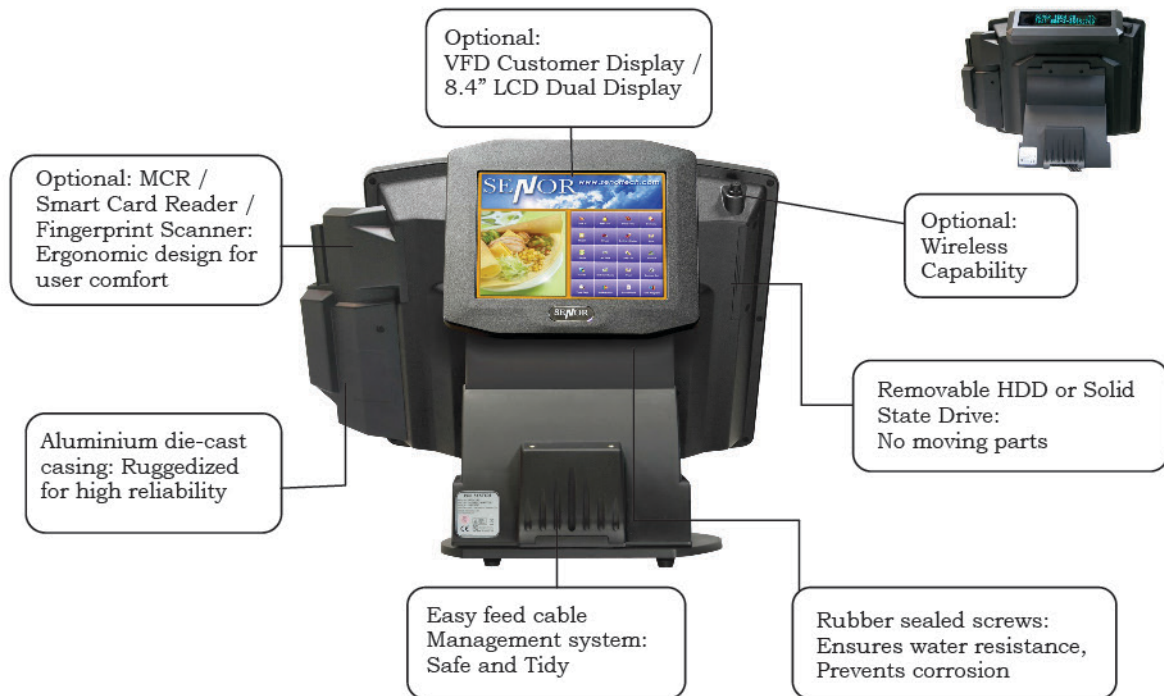 Optional:
VFD Customer Display /
8.4” LCD Dual Display
Optional: MCR /
Smart Card Reader /
Fingerprint Scanner:
Ergonomic design for
user comfort
SENOR www.senortech.com
SENOR
Optional:
Wireless
Capability
Removable HDD or Solid
State Drive:
No moving parts
Aluminium die-cast
casing: Ruggedized
for high reliability
Easy feed cable
Management system:
Safe and Tidy
Rubber sealed screws:
Ensures water resistance,
Prevents corrosion